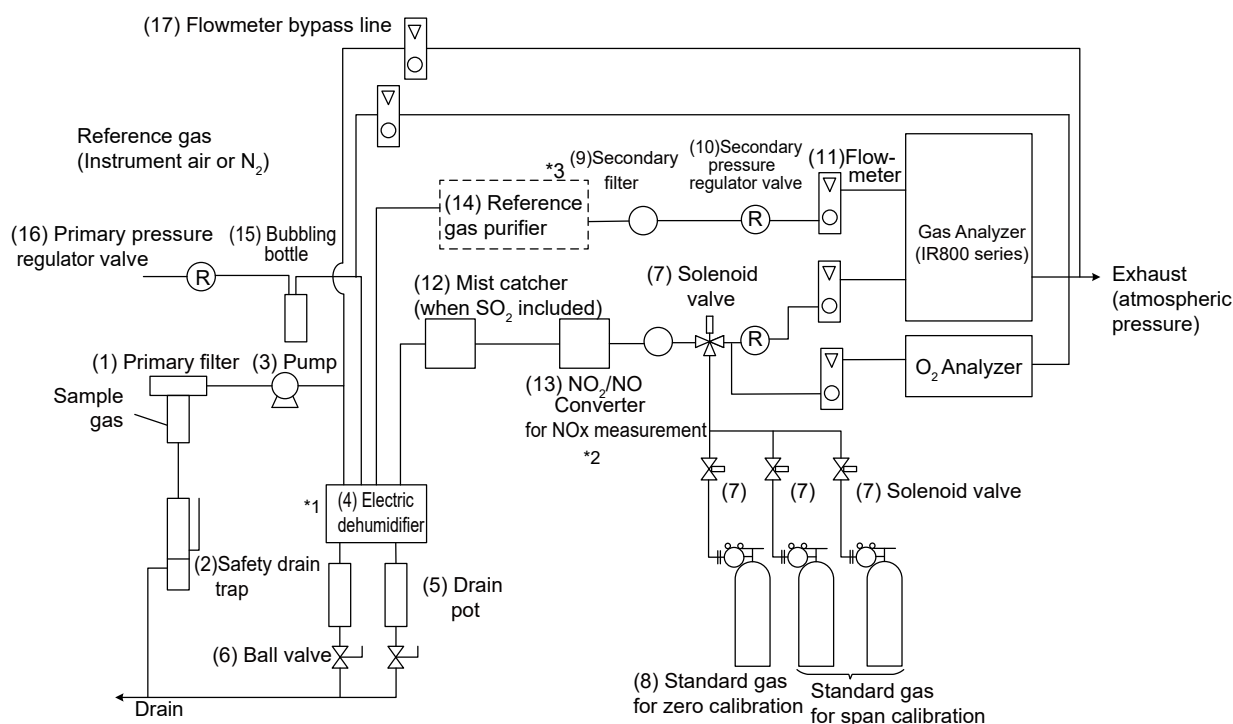 (17) Flowmeter bypass line
Reference gas
(Instrument air or N2)
*3
(9)Secondary
filter
(10)Secondary
pressure
regulator valve
(11)Flow-
meter
(14) Reference
gas purifier
R
Gas Analyzer
(IR800 series)
(16) Primary pressure
regulator valve
R
(15) Bubbling
bottle
(12) Mist catcher
(when SO2 included)
(7) Solenoid
valve
R
Exhaust
(atmospheric
pressure)
(1) Primary filter
(3) Pump
Sample
gas
(13) NO2/NO
Converter
for NOx measurement
*2
O2 Analyzer
*1
(4) Electric
dehumidifier
(7)
(7)
(7) Solenoid valve
(2)Safety drain
trap
(5) Drain
pot
(6) Ball valve
(8) Standard gas
for zero calibration
Standard gas
for span calibration
Drain